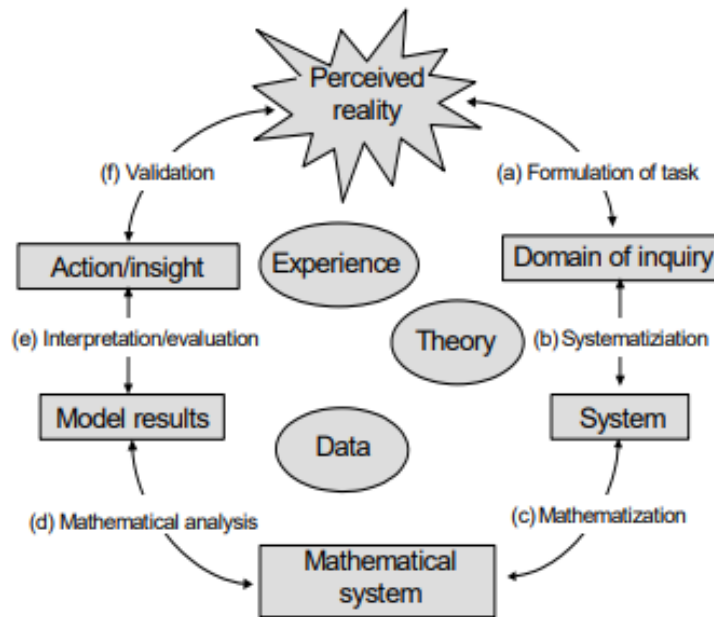 Perceived
reality
(f) Validation
(a) Formulation of task
Action/insight
Experience
Domain of inquiry
(e) Interpretation/evaluation
Theory
(b) Systematiziation
Model results
Data
System
(d) Mathematical analysis
(c) Mathematization
Mathematical
system